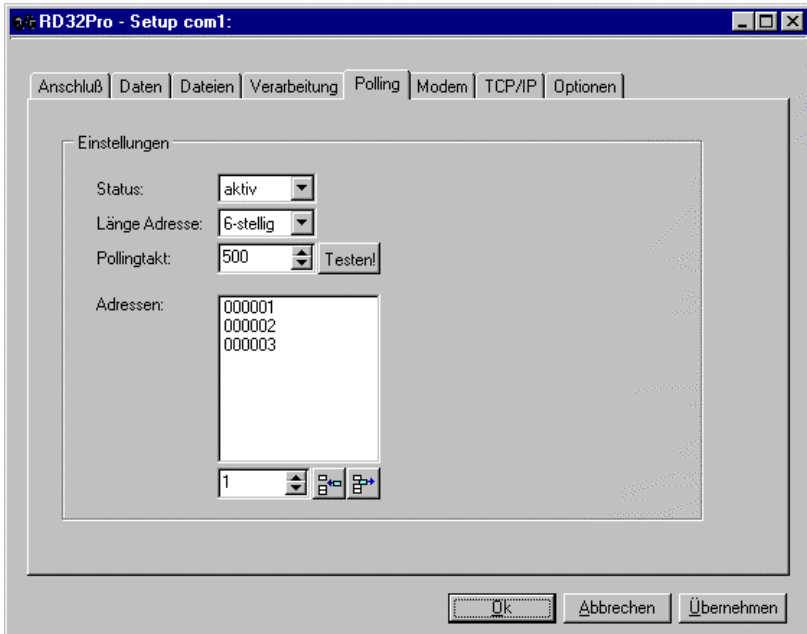 RD32Pro - Setup com1:
Anschluß Daten Dateien Verarbeitung Polling Modem TCP/IP Optionen
Einstellungen
Status: aktiv
Länge Adresse: 6-stellig
Pollingtakt: 500 Testen!
Adressen: 000001
000002
000003
1
Ok Abbrechen Übernehmen